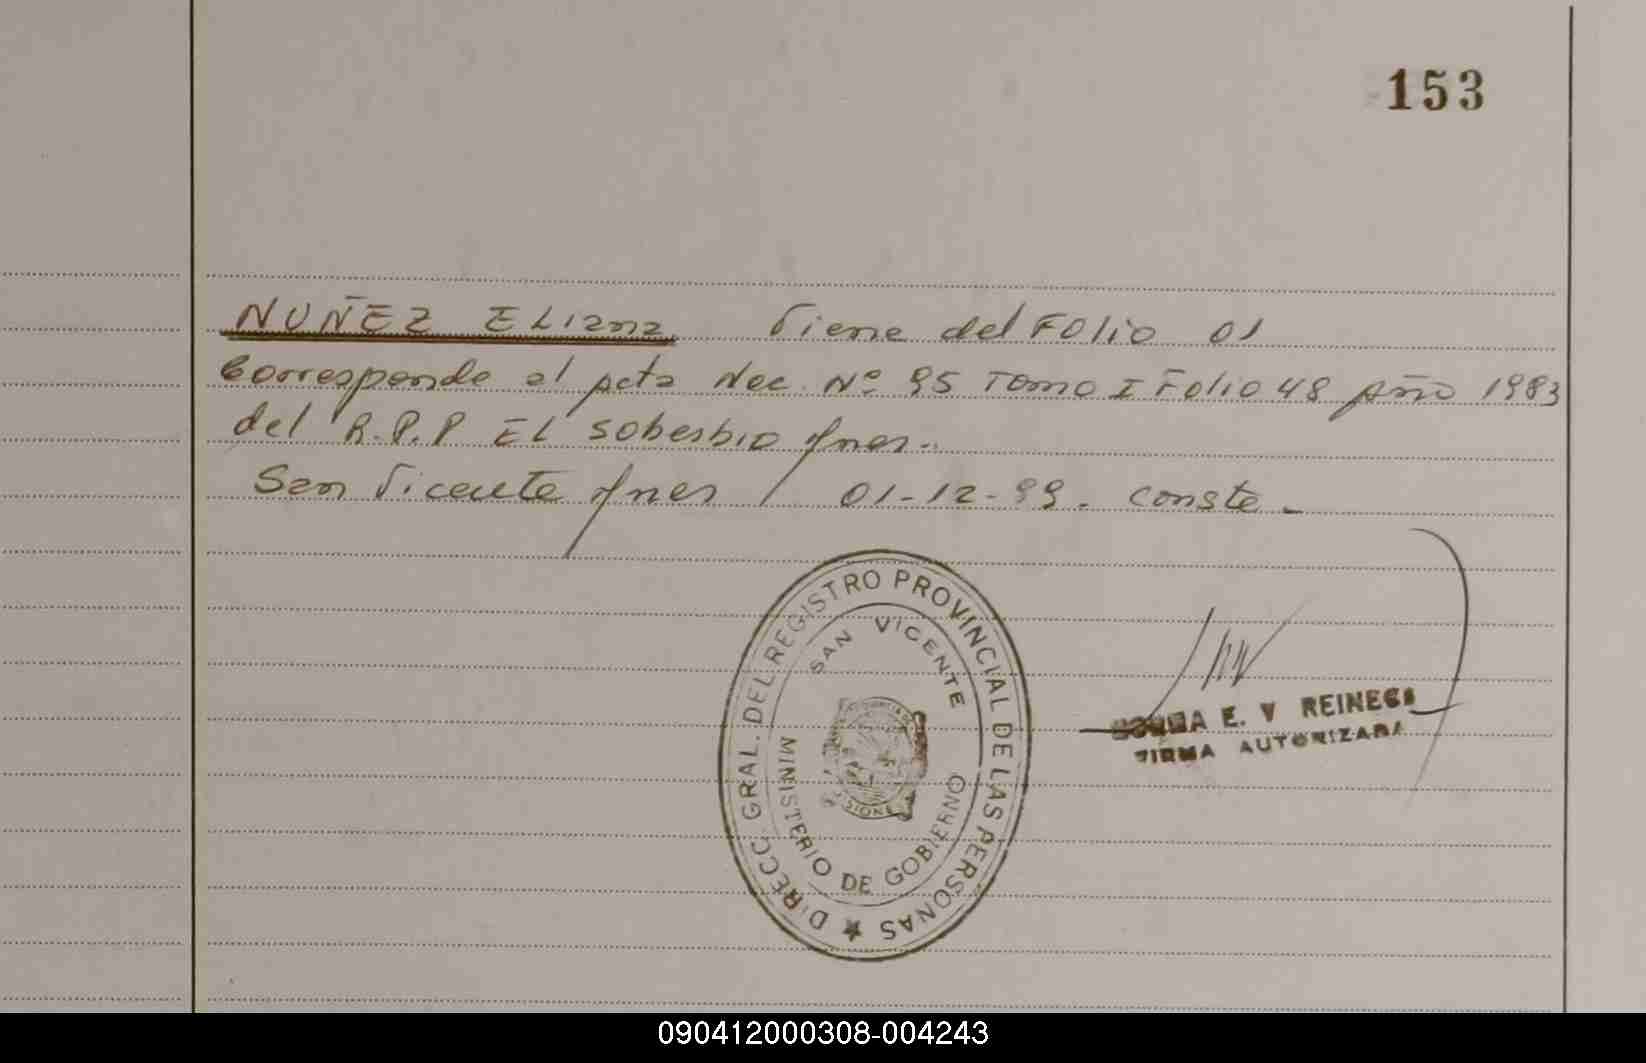 153
NUÑEZ ELIana Viene del Folio 01
Corresponde al acta Nac. Nº 95 Tomo I Folio 48 Año 1983
del R.P.P EL Soberbio Mnes.-
San Vicente Mnes / 01-12-99. Conste.-
DIRECC. GRAL. DEL REGISTRO PROVINCIAL DE LAS PERSONAS
SAN VICENTE
MINISTERIO DE GOBIERNO
E. V REINECK
FIRMA AUTORIZADA
090412000308-004243